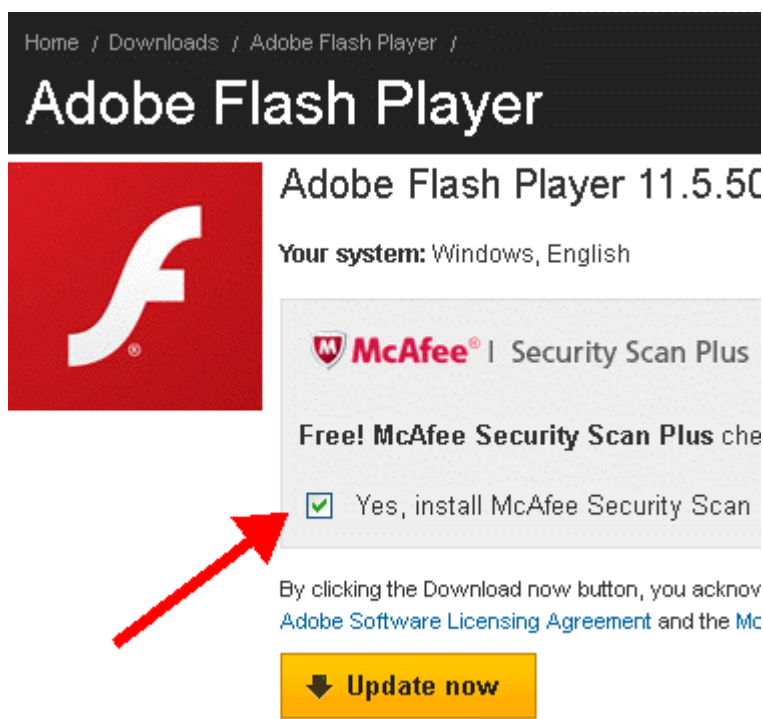 Home / Downloads / Adobe Flash Player /
Adobe Flash Player
Adobe Flash Player 11.5.50
Your system: Windows, English
McAfee® | Security Scan Plus
Free! McAfee Security Scan Plus che
Yes, install McAfee Security Scan
By clicking the Download now button, you acknov
Adobe Software Licensing Agreement and the Mc
Update now